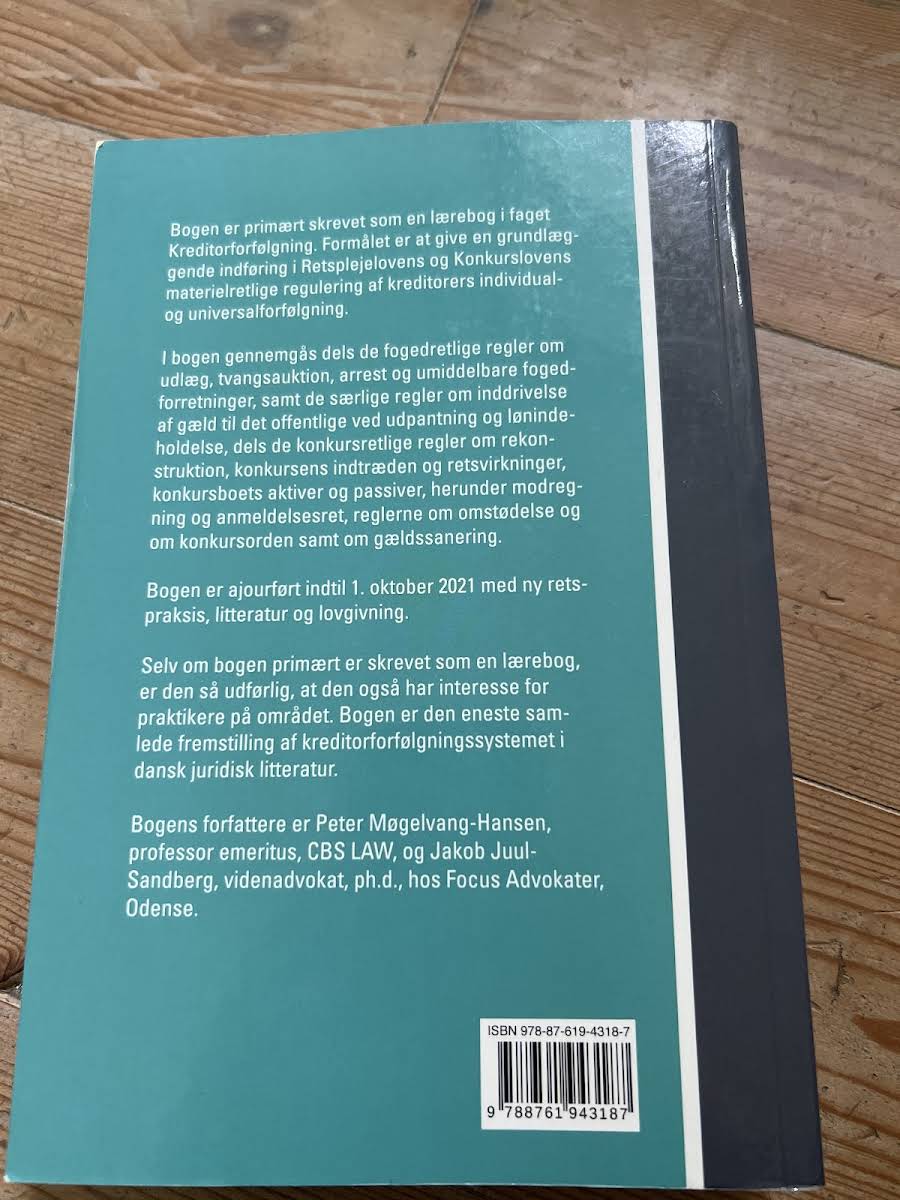 Bogen er primært skrevet som en lærebog i faget
Kreditorforfølgning. Formålet er at give en grundlæg-
gende indføring i Retsplejelovens og Konkurslovens
materielretlige regulering af kreditorers individual-
og universalforfølgning.
I bogen gennemgås dels de fogedretlige regler om
udlæg, tvangsauktion, arrest og umiddelbare foged-
forretninger, samt de særlige regler om inddrivelse
af gæld til det offentlige ved udpantning og løninde-
holdelse, dels de konkursretlige regler om rekon-
struktion, konkursens indtræden og retsvirkninger,
konkursboets aktiver og passiver, herunder modreg-
ning og anmeldelsesret, reglerne om omstødelse og
om konkursorden samt om gældssanering.
Bogen er ajourført indtil 1. oktober 2021 med ny rets-
praksis, litteratur og lovgivning.
Selv om bogen primært er skrevet som en lærebog,
er den så udførlig, at den også har interesse for
praktikere på området. Bogen er den eneste sam-
lede fremstilling af kreditorforfølgningssystemet i
dansk juridisk litteratur.
Bogens forfattere er Peter Møgelvang-Hansen,
professor emeritus, CBS LAW, og Jakob Juul-
Sandberg, videnadvokat, ph.d., hos Focus Advokater,
Odense.
ISBN 978-87-619-4318-7
9 788761 943187